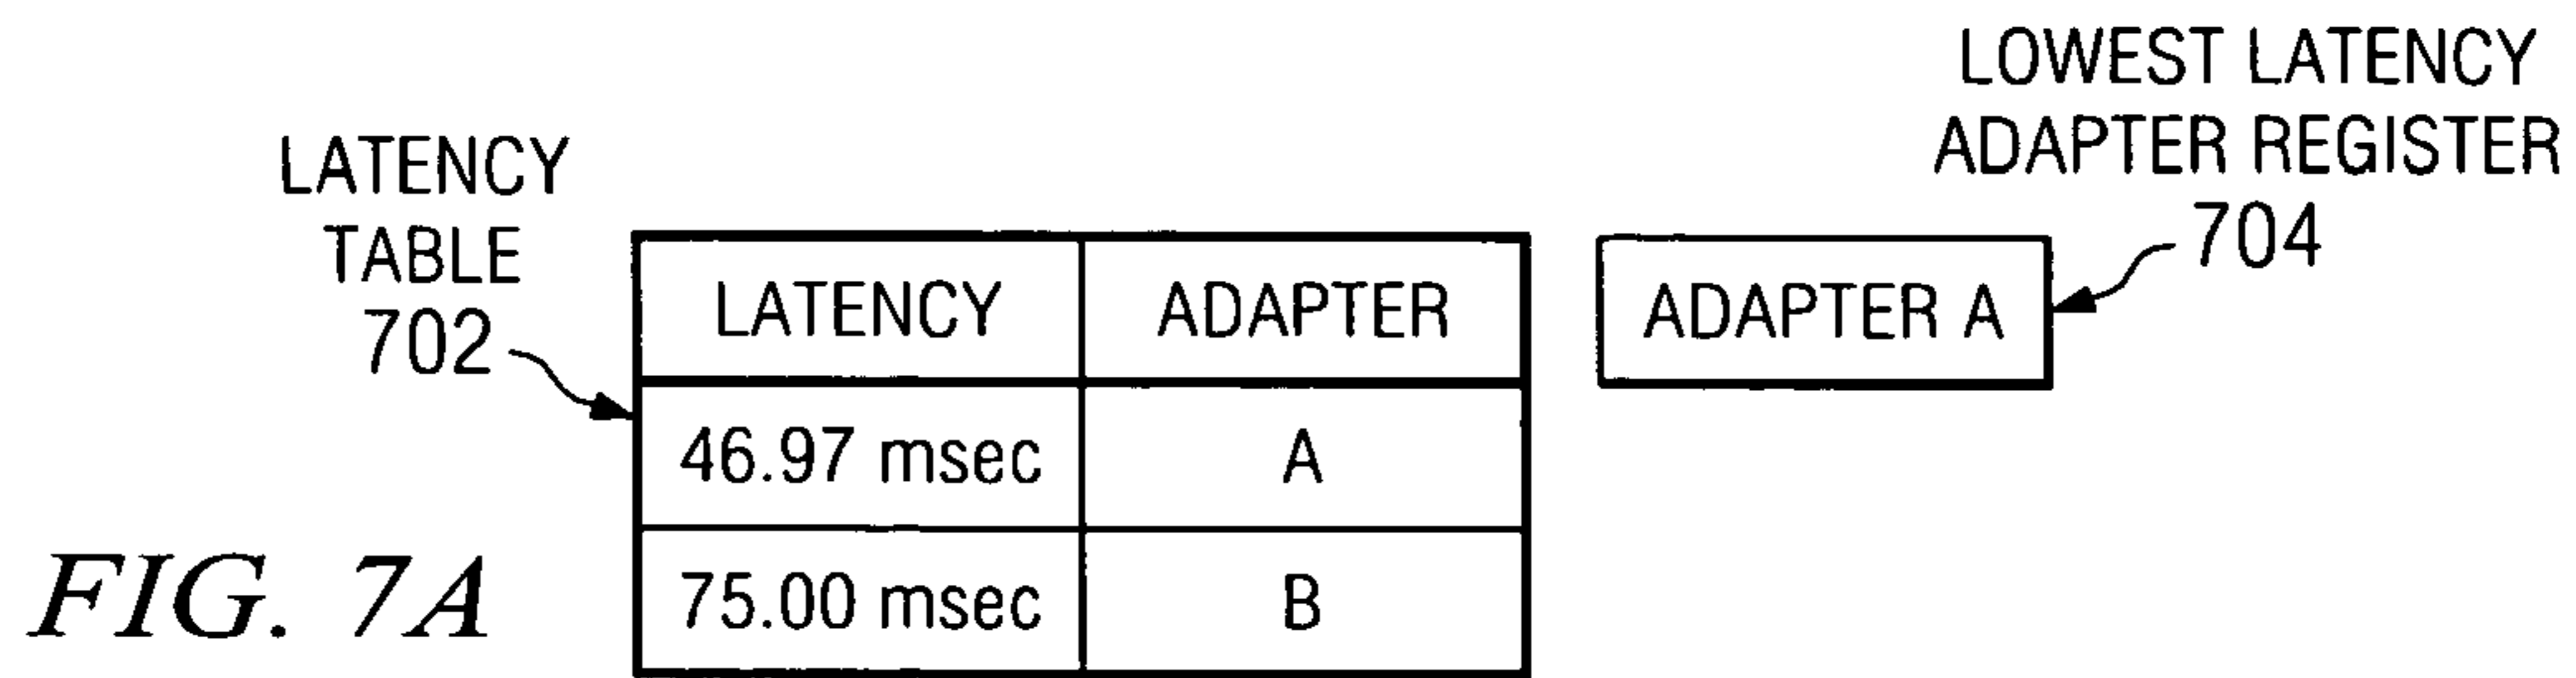 LOWEST LATENCY
ADAPTER REGISTER
704
LATENCY
TABLE
702
LATENCY ADAPTER
46.97 msec A
75.00 msec B
ADAPTER A
FIG. 7A